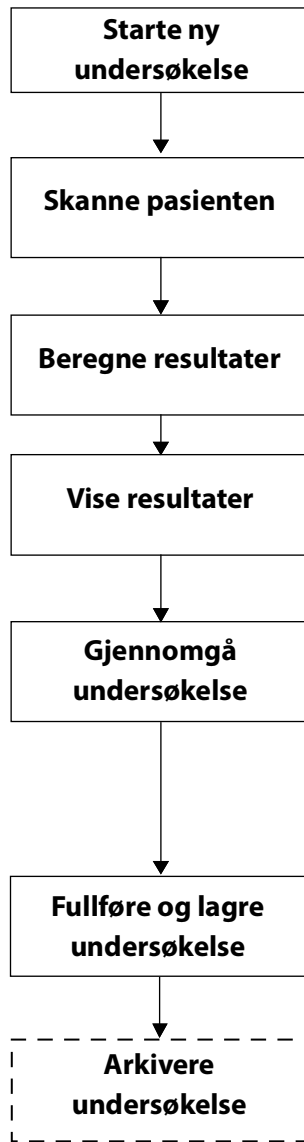 Starte ny
undersøkelse
Skanne pasienten
Beregne resultater
Vise resultater
Gjennomgå
undersøkelse
Fullføre og lagre
undersøkelse
Arkivere
undersøkelse